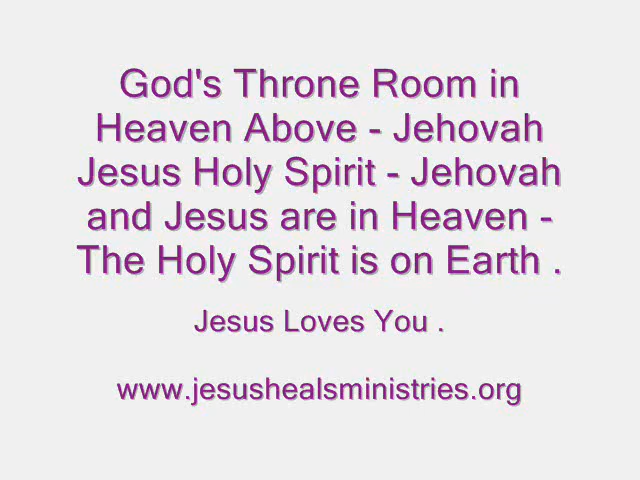 God's Throne Room in
Heaven Above - Jehovah
Jesus Holy Spirit - Jehovah
and Jesus are in Heaven -
The Holy Spirit is on Earth .
Jesus Loves You .
www.jesushealsministries.org